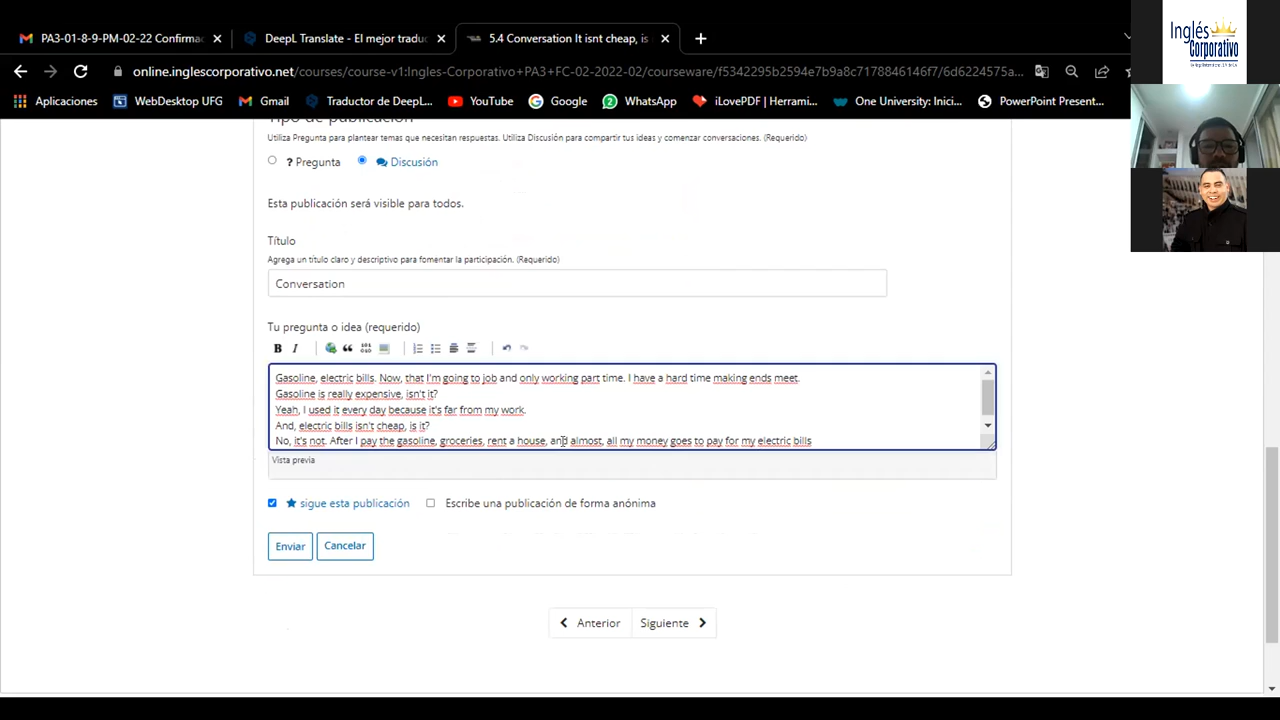 PA3-01-8-9-PM-02-22 Confirma
DeepL Translate - El mejor tradu
5.4 Conversation It isnt cheap, is
online.inglescorporativo.net/courses/course-v1:Ingles-Corporativo+PA3+FC-02-2022-02/courseware/f5342295b2594e7b9a8c7178846146f7/6d6224575a...
Aplicaciones
WebDesktop UFG
Gmail
Traductor de DeepL...
YouTube
Google
WhatsApp
iLovePDF | Herrami...
One University: Inici...
PowerPoint Present...
Inglés
Corporativo
Tipo de publicación
Utiliza Pregunta para plantear temas que necesitan respuestas. Utiliza Discusión para compartir tus ideas y comenzar conversaciones. (Requerido)
? Pregunta
Discusión
Esta publicación será visible para todos.
Título
Agrega un título claro y descriptivo para fomentar la participación. (Requerido)
Conversation
Tu pregunta o idea (requerido)
B I
Gasoline, electric bills. Now, that I'm going to job and only working part time. I have a hard time making ends meet.
Gasoline is really expensive, isn't it?
Yeah, I used it every day because it's far from my work.
And, electric bills isn't cheap, is it?
No, it's not. After I pay the gasoline, groceries, rent a house, and almost, all my money goes to pay for my electric bills
Vista previa
sigue esta publicación
Escribe una publicación de forma anónima
Enviar
Cancelar
Anterior
Siguiente